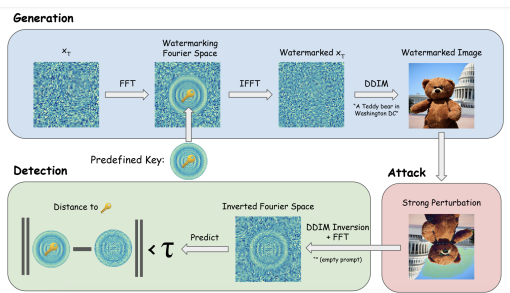 Generation
x_T
FFT
Watermarking
Fourier Space
IFFT
Watermarked x_T
DDIM
"A Teddy bear in
Washington DC"
Watermarked Image
Predefined Key:
Detection
Distance to
< τ
Predict
Inverted Fourier Space
DDIM Inversion
+ FFT
"" (empty prompt)
Attack
Strong Perturbation